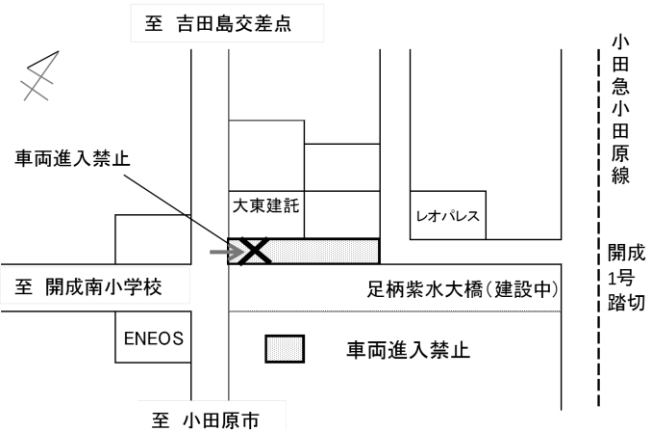 至 吉田島交差点
小田急小田原線
車両進入禁止
大東建託
レオパレス
開成
1号
踏切
至 開成南小学校
足柄紫水大橋(建設中)
ENEOS
車両進入禁止
至 小田原市